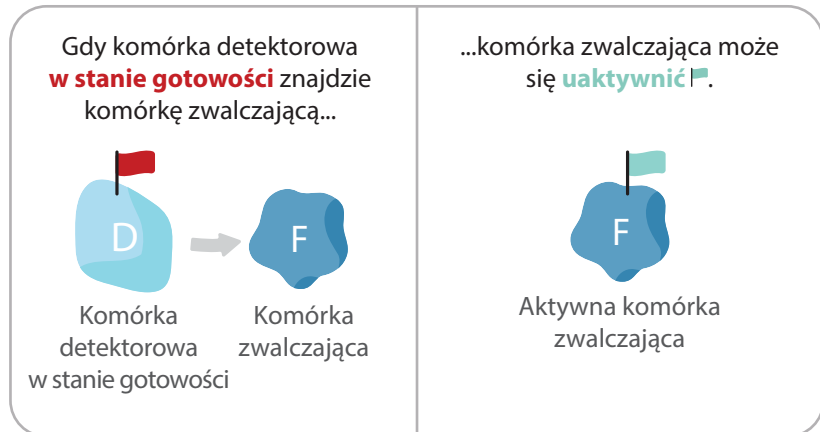 Gdy komórka detektorowa
w stanie gotowości znajdzie
komórkę zwalczającą...
D
F
Komórka
detektorowa
w stanie gotowości
Komórka
zwalczająca
...komórka zwalczająca może
się uaktywnić.
F
Aktywna komórka
zwalczająca